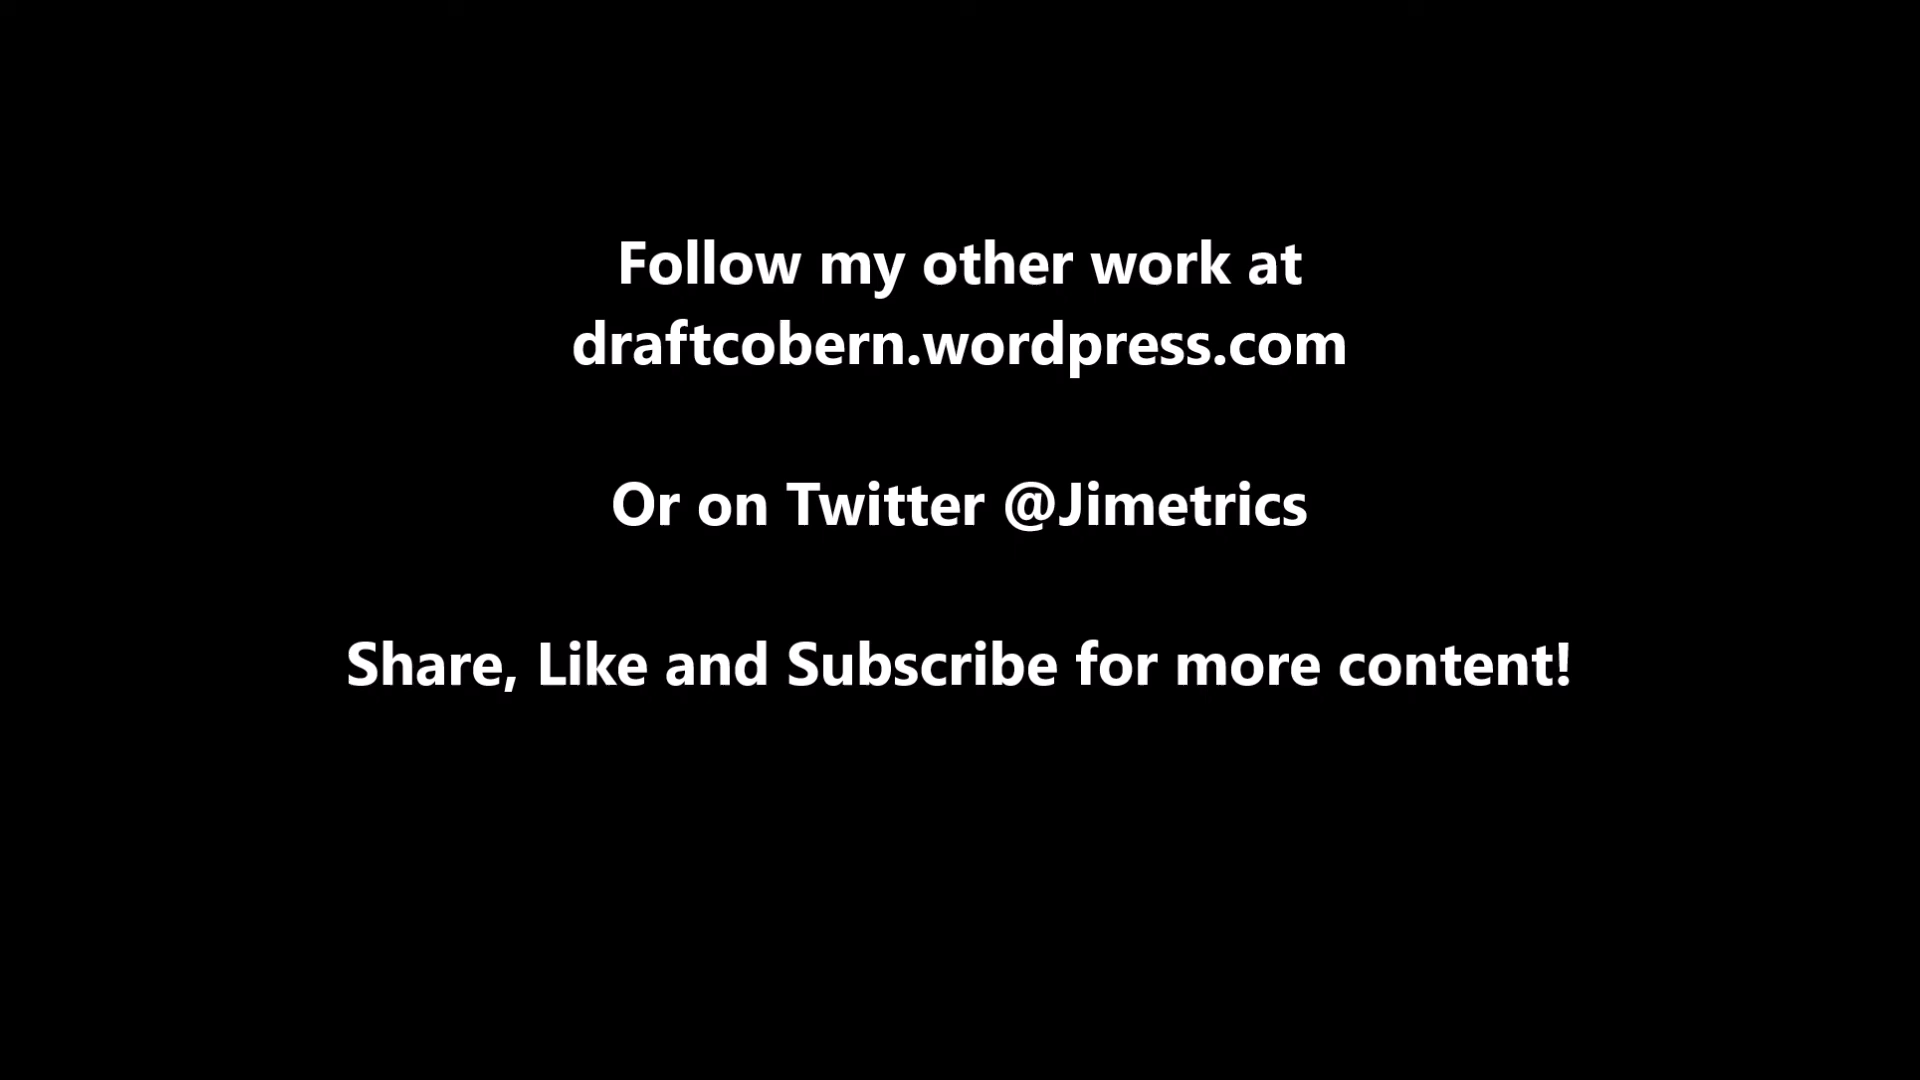 Follow my other work at
draftcobern.wordpress.com
Or on Twitter @Jimetrics
Share, Like and Subscribe for more content!